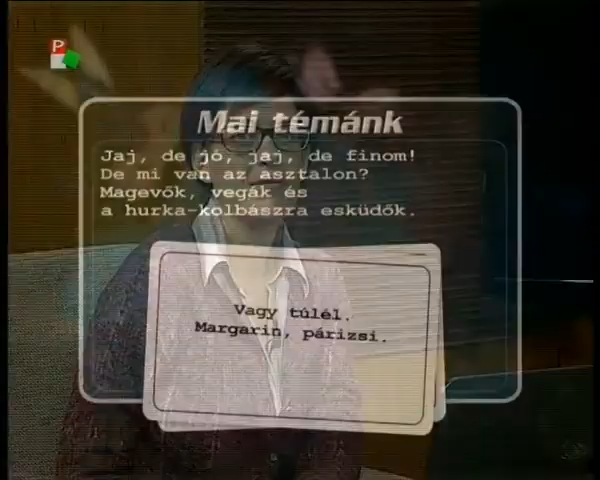 P
Mai témánk
Jaj, de jó, jaj, de finom!
De mi van az asztalon?
Magevők, vegák és
a hurka-kolbászra esküdők.
Vagy túlél.
Margarin, párizsi.